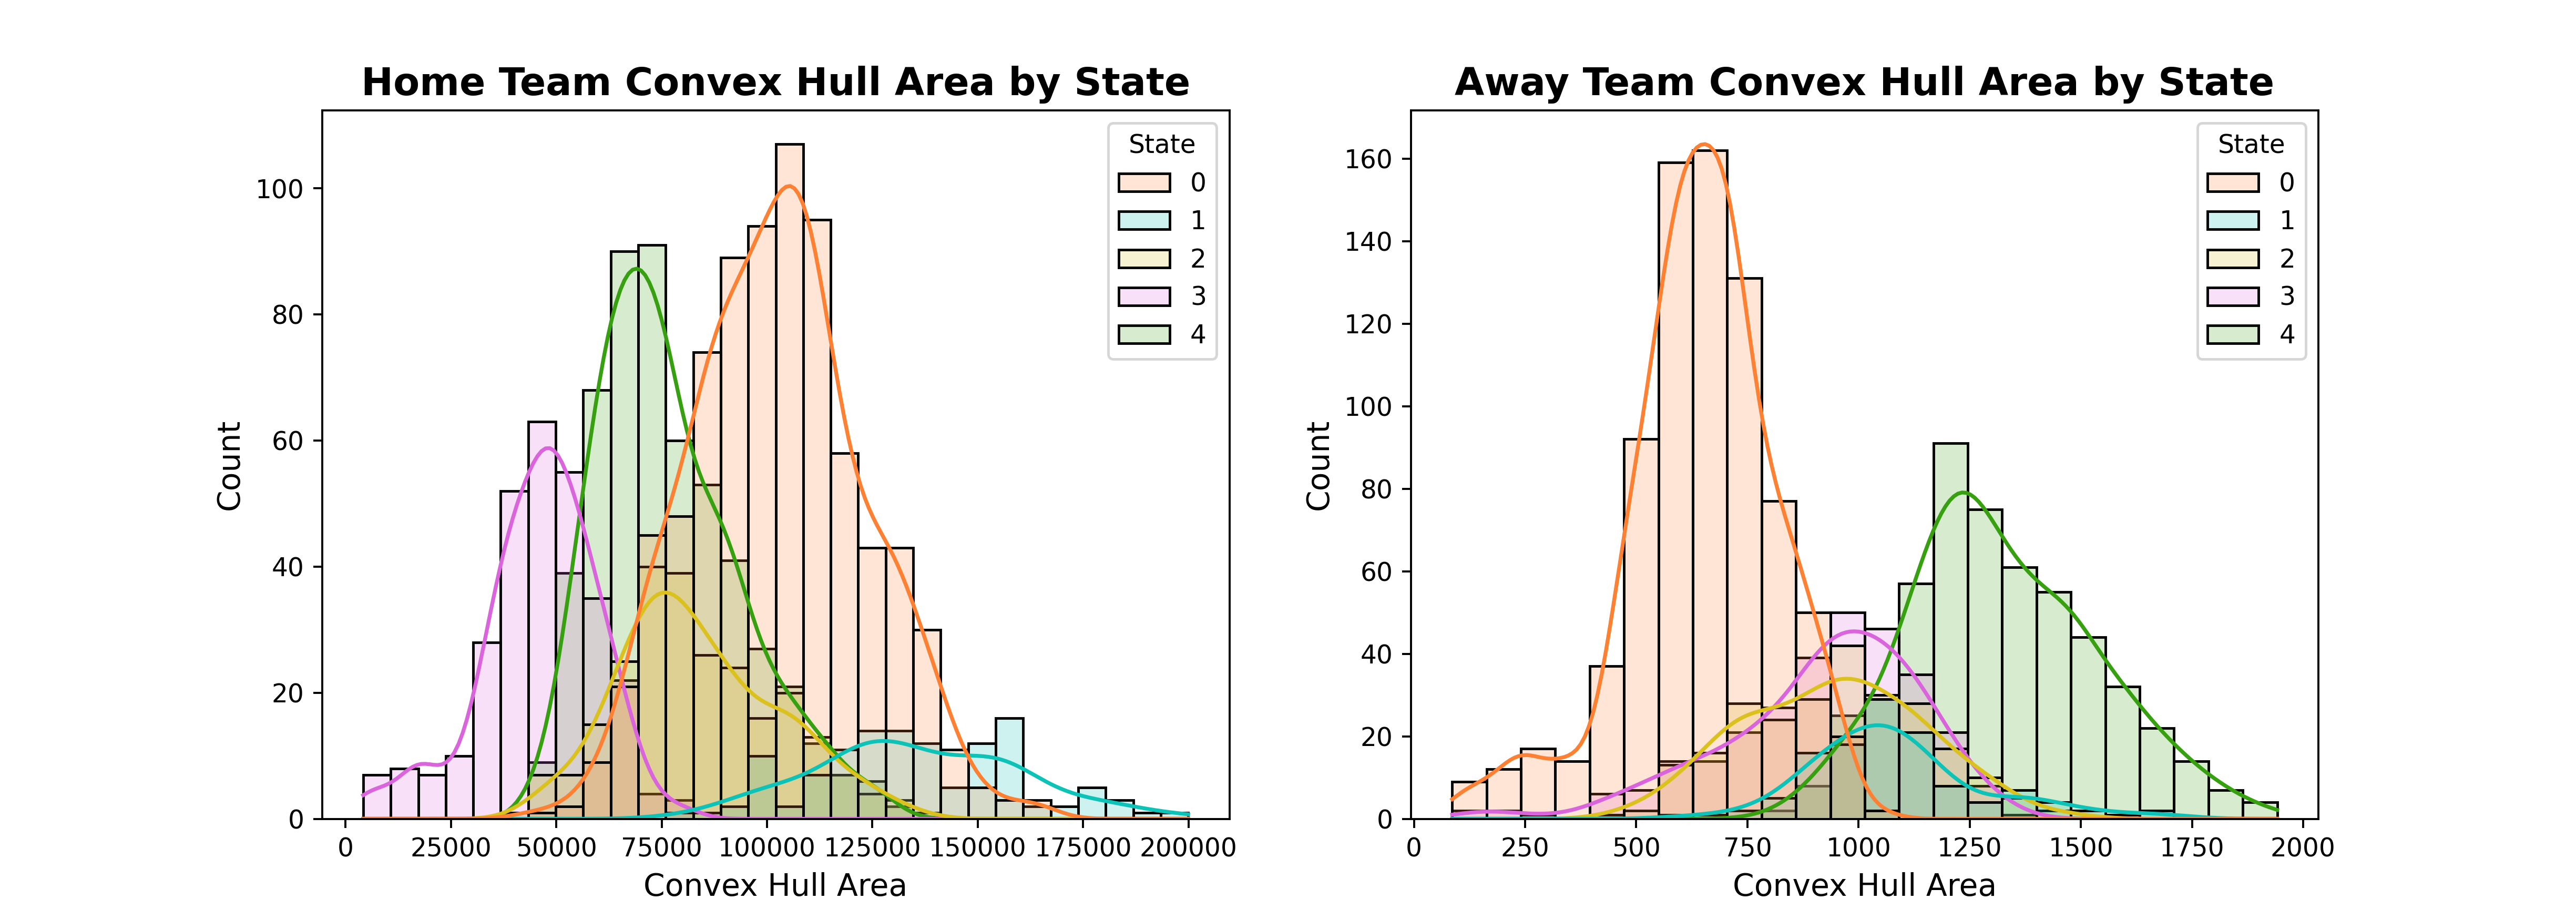 Home Team Convex Hull Area by State
Count
100
80
60
40
20
0
0 25000 50000 75000 100000 125000 150000 175000 200000
Convex Hull Area
State
0
1
2
3
4
Away Team Convex Hull Area by State
Count
160
140
120
100
80
60
40
20
0
0 250 500 750 1000 1250 1500 1750 2000
Convex Hull Area
State
0
1
2
3
4